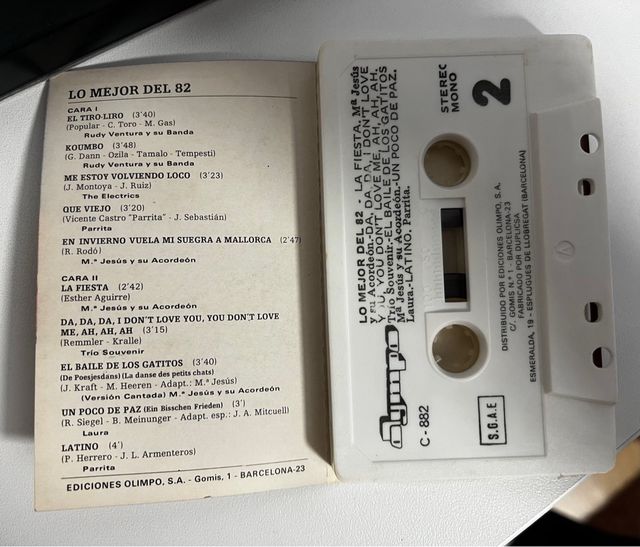 LO MEJOR DEL 82
CARA I
EL TIRO-LIRO (3'40)
(Popular - C. Toro - M. Gas)
Rudy Ventura y su Banda
KOUMBO (3'48)
(G. Dann - Ozila - Tamalo - Tempesti)
Rudy Ventura y su Banda
ME ESTOY VOLVIENDO LOCO (3'23)
(J. Montoya - J. Ruiz)
The Electrics
QUE VIEJO (3'20)
(Vicente Castro "Parrita" - J. Sebastián)
Parrita
EN INVIERNO VUELA MI SUEGRA A MALLORCA (2'47)
(R. Rodó)
M.ª Jesús y su Acordeón
CARA II
LA FIESTA (2'42)
(Esther Aguirre)
M.ª Jesús y su Acordeón
DA, DA, DA, I DON'T LOVE YOU, YOU DON'T LOVE
ME, AH, AH, AH (3'15)
(Remmler - Kralle)
Trío Souvenir
EL BAILE DE LOS GATITOS (3'40)
(De Poesjesdans) (La danse des petits chats)
(J. Kraft - M. Heeren - Adapt.: M.ª Jesús)
(Versión Cantada) M.ª Jesús y su Acordeón
UN POCO DE PAZ (Ein Bisschen Frieden) (3')
(R. Siegel - B. Meinunger - Adapt. esp.: J. A. Mitcuell)
Laura
LATINO (4')
(P. Herrero - J. L. Armenteros)
Parrita
EDICIONES OLIMPO, S.A. - Gomis, 1 - BARCELONA-23
LO MEJOR DEL 82 - LA FIESTA, Mª Jesús
y su Acordeón.-DA, DA, DA, I DON'T LOVE
YOU, YOU DON'T LOVE ME, AH, AH, AH,
Trío Souvenir.-EL BAILE DE LOS GATITOS
Mª Jesús y su Acordeón.-UN POCO DE PAZ,
Laura.-LATINO, Parrita.
STEREO
MONO
2
Olympo
C - 882
S.G.A.E
DISTRIBUIDO POR EDICIONES OLIMPO, S.A.
C/. GOMIS N.º 1 - BARCELONA-23
FABRICADO POR DUPLICSA
ESMERALDA, 19 - ESPLUGUES DE LLOBREGAT (BARCELONA)